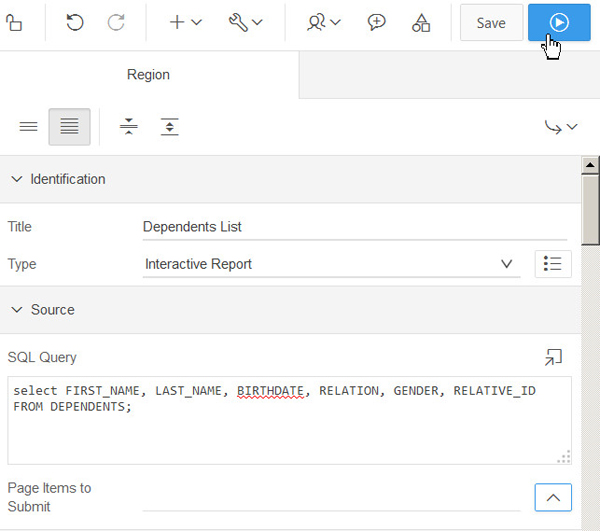 Save
Region
Identification
Title
Dependents List
Type
Interactive Report
Source
SQL Query
select FIRST_NAME, LAST_NAME, BIRTHDATE, RELATION, GENDER, RELATIVE_ID
FROM DEPENDENTS;
Page Items to
Submit